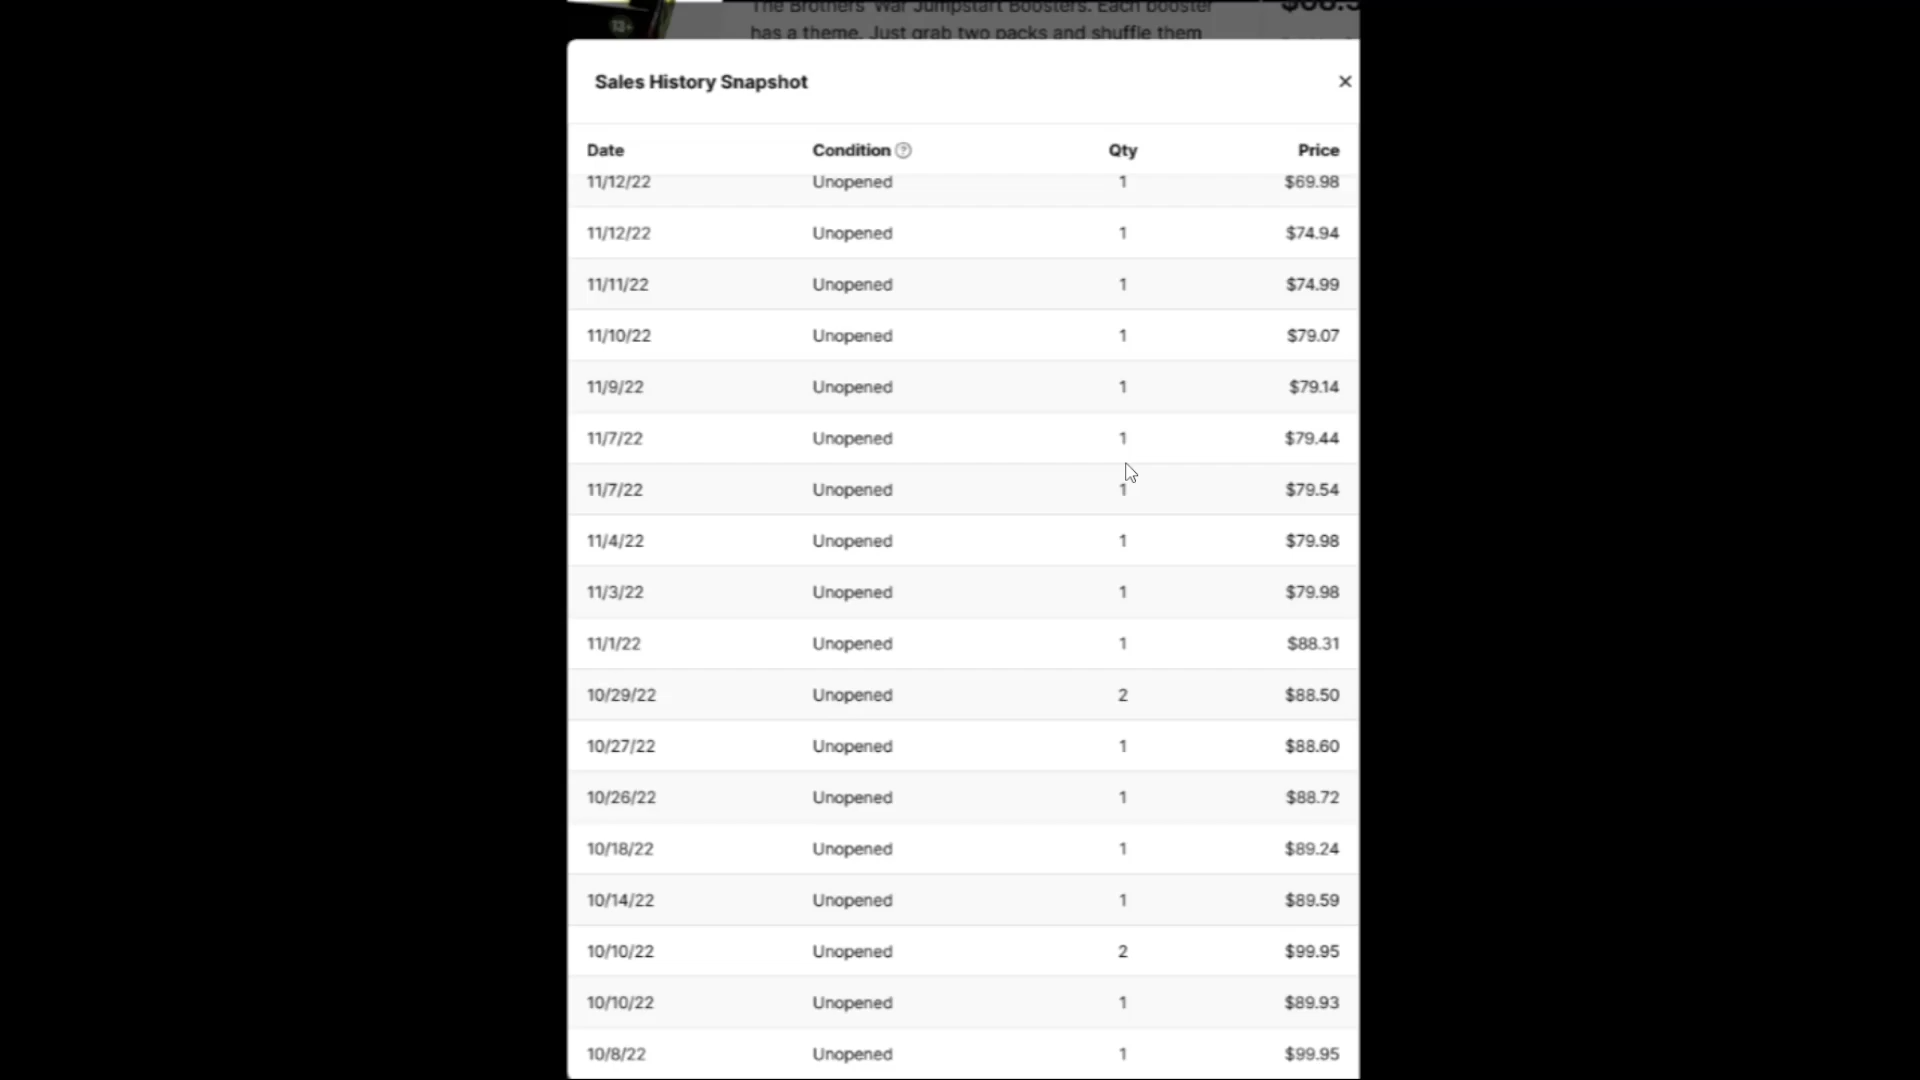 The Brothers' War Jumpstart Boosters. Each booster
has a theme. Just grab two packs and shuffle them
13+
Sales History Snapshot ×
Date Condition ? Qty Price
11/12/22 Unopened 1 $69.98
11/12/22 Unopened 1 $74.94
11/11/22 Unopened 1 $74.99
11/10/22 Unopened 1 $79.07
11/9/22 Unopened 1 $79.14
11/7/22 Unopened 1 $79.44
11/7/22 Unopened 1 $79.54
11/4/22 Unopened 1 $79.98
11/3/22 Unopened 1 $79.98
11/1/22 Unopened 1 $88.31
10/29/22 Unopened 2 $88.50
10/27/22 Unopened 1 $88.60
10/26/22 Unopened 1 $88.72
10/18/22 Unopened 1 $89.24
10/14/22 Unopened 1 $89.59
10/10/22 Unopened 2 $99.95
10/10/22 Unopened 1 $89.93
10/8/22 Unopened 1 $99.95